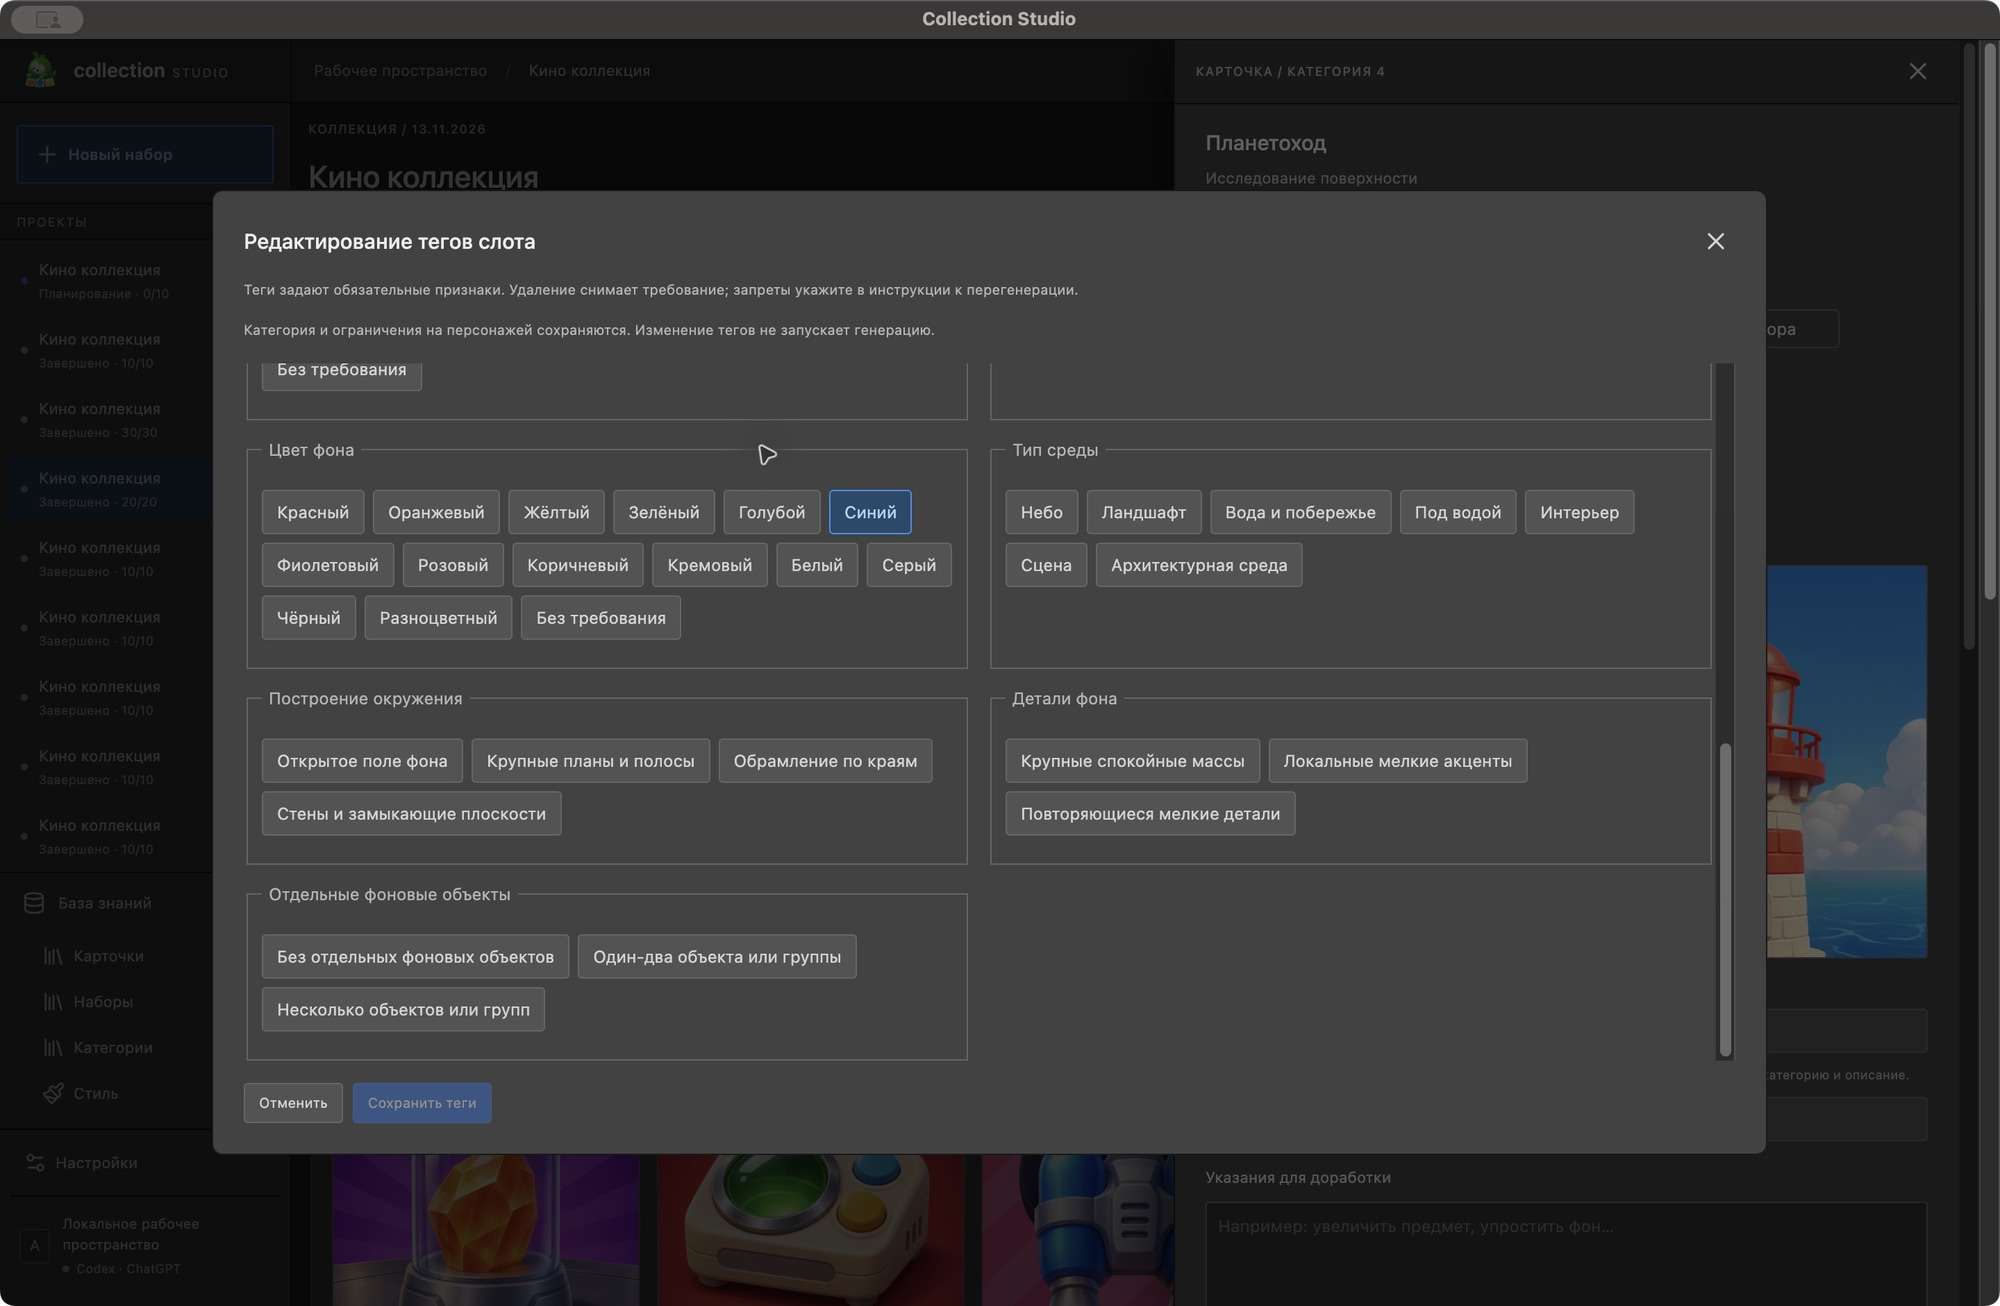 Collection Studio
collection STUDIO
Рабочее пространство / Кино коллекция
КАРТОЧКА / КАТЕГОРИЯ 4
Новый набор
КОЛЛЕКЦИЯ / 13.11.2026
Кино коллекция
Планетоход
Исследование поверхности
ПРОЕКТЫ
Кино коллекция
Планирование · 0/10
Кино коллекция
Завершено · 10/10
Кино коллекция
Завершено · 30/30
Кино коллекция
Завершено · 20/20
Кино коллекция
Завершено · 10/10
Кино коллекция
Завершено · 10/10
Кино коллекция
Завершено · 10/10
Кино коллекция
Завершено · 10/10
Кино коллекция
Завершено · 10/10
База знаний
Карточки
Наборы
Категории
Стиль
Настройки
A
Локальное рабочее
пространство
Codex · ChatGPT
Редактирование тегов слота
Теги задают обязательные признаки. Удаление снимает требование; запреты укажите в инструкции к перегенерации.
Категория и ограничения на персонажей сохраняются. Изменение тегов не запускает генерацию.
Без требования
Цвет фона
Красный Оранжевый Жёлтый Зелёный Голубой Синий
Фиолетовый Розовый Коричневый Кремовый Белый Серый
Чёрный Разноцветный Без требования
Тип среды
Небо Ландшафт Вода и побережье Под водой Интерьер
Сцена Архитектурная среда
Построение окружения
Открытое поле фона Крупные планы и полосы Обрамление по краям
Стены и замыкающие плоскости
Детали фона
Крупные спокойные массы Локальные мелкие акценты
Повторяющиеся мелкие детали
Отдельные фоновые объекты
Без отдельных фоновых объектов Один-два объекта или группы
Несколько объектов или групп
Отменить Сохранить теги
ора
категорию и описание.
Указания для доработки
Например: увеличить предмет, упростить фон...